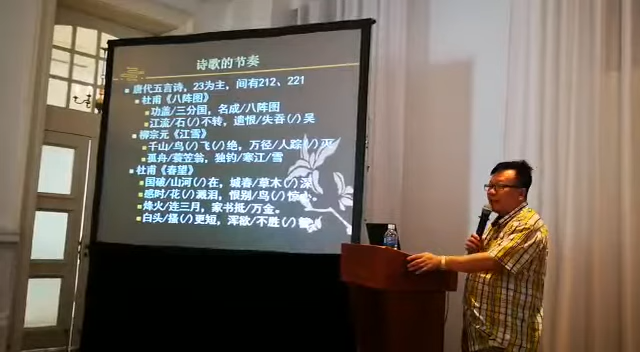 诗歌的节奏
唐代五言诗，23为主，间有212、221
杜甫《八阵图》
功盖/三分国，名成/八阵图
江流/石(/)不转，遗恨/失吞(/)吴
柳宗元《江雪》
千山/鸟(/)飞(/)绝，万径/人踪(/)灭
孤舟/蓑笠翁，独钓/寒江/雪
杜甫《春望》
国破/山河(/)在，城春/草木(/)深
感时/花(/)溅泪，恨别/鸟(/)惊心
烽火/连三月，家书抵/万金。
白头/搔(/)更短，浑欲/不胜(/)簪